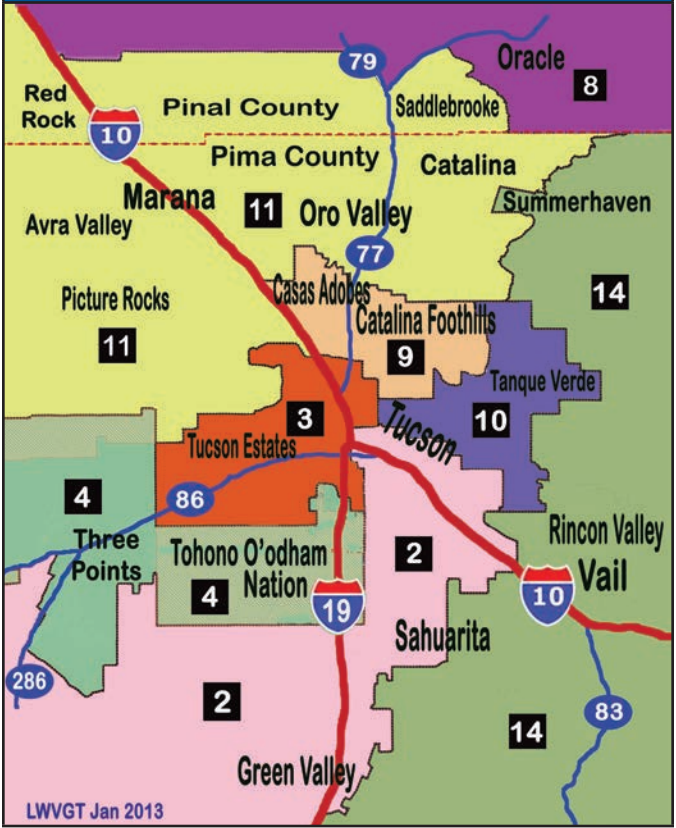 79
Oracle
8
Red
Rock
10
Pinal County
Saddlebrooke
Pima County
Catalina
Marana
11
Oro Valley
Summerhaven
Avra Valley
77
Picture Rocks
Casas Adobes
14
Catalina Foothills
11
9
Tanque Verde
3
Tucson
10
Tucson Estates
4
86
Three
Points
Tohono O'odham
Nation
2
Rincon Valley
Vail
4
19
10
Sahuarita
286
2
83
14
Green Valley
LWVGT Jan 2013